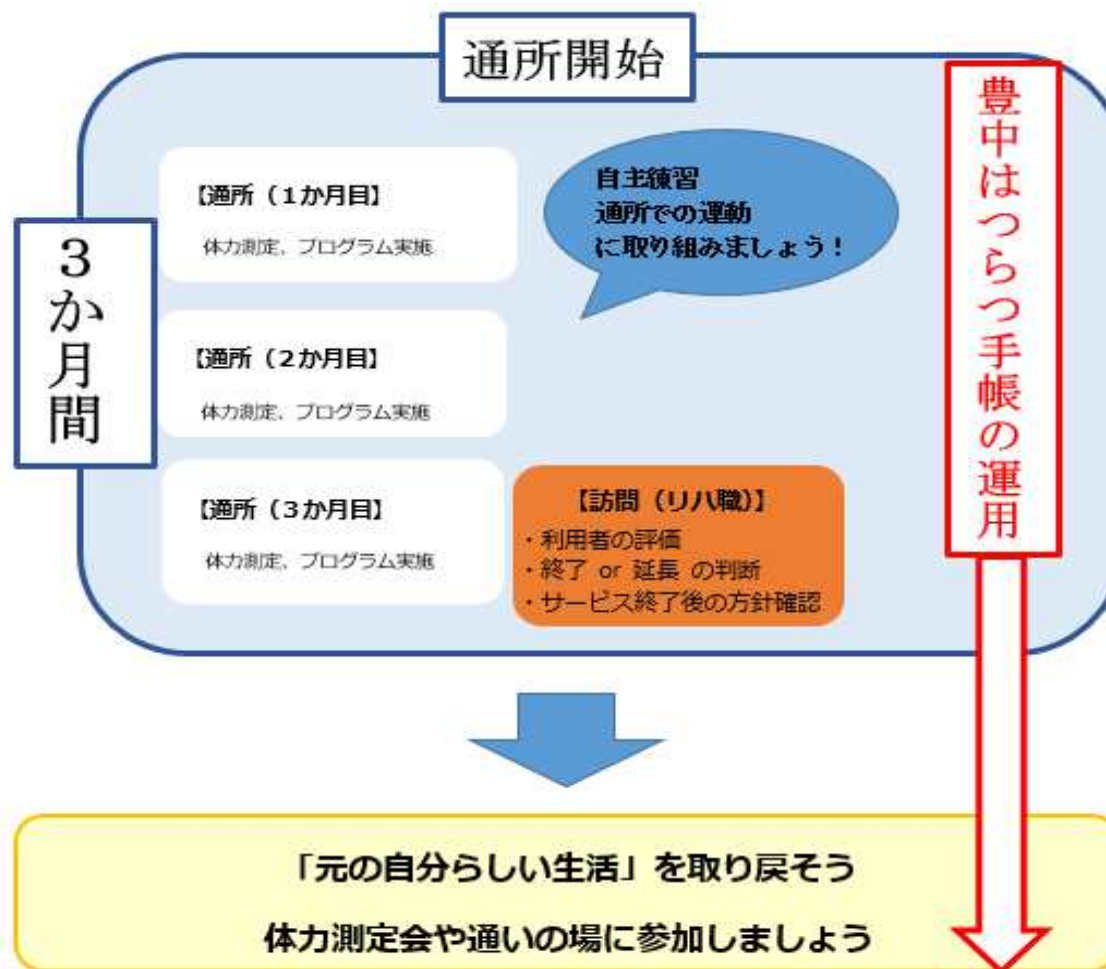 通所開始
3か月間
【通所（1か月目】
体力測定、プログラム実施
自主練習
通所での運動
に取り組みましょう！
【通所（2か月目】
体力測定、プログラム実施
【通所（3か月目】
体力測定、プログラム実施
【訪問（リハ職）】
・利用者の評価
・終了 or 延長 の判断
・サービス終了後の方針確認
豊中はつらつ手帳の運用
「元の自分らしい生活」を取り戻そう
体力測定会や通いの場に参加しましょう